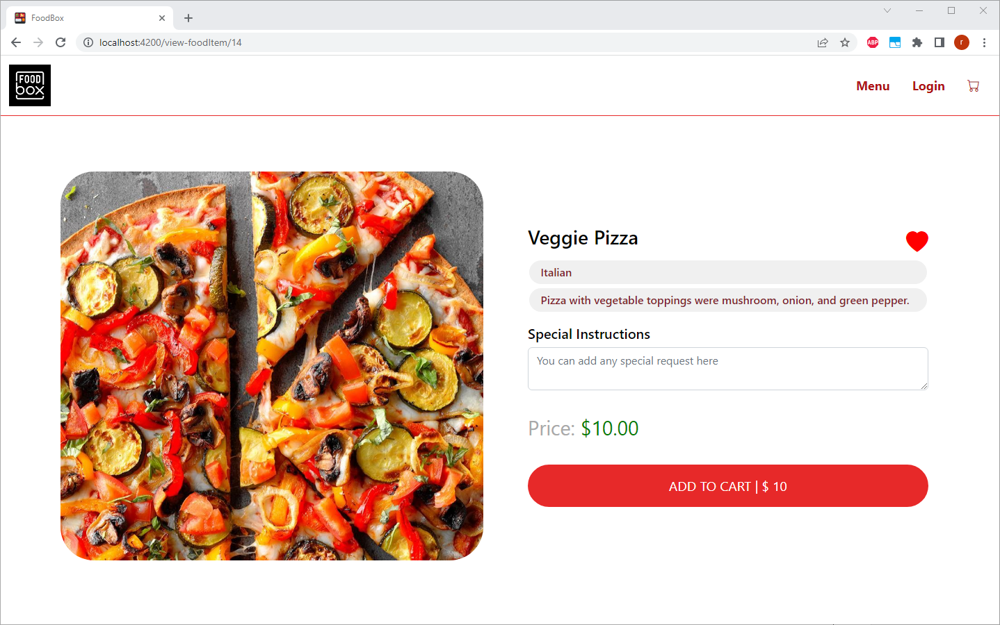 FoodBox
localhost:4200/view-foodItem/14
ABP
r
FOOD
box
Menu
Login
Veggie Pizza
Italian
Pizza with vegetable toppings were mushroom, onion, and green pepper.
Special Instructions
You can add any special request here
Price: $10.00
ADD TO CART | $ 10